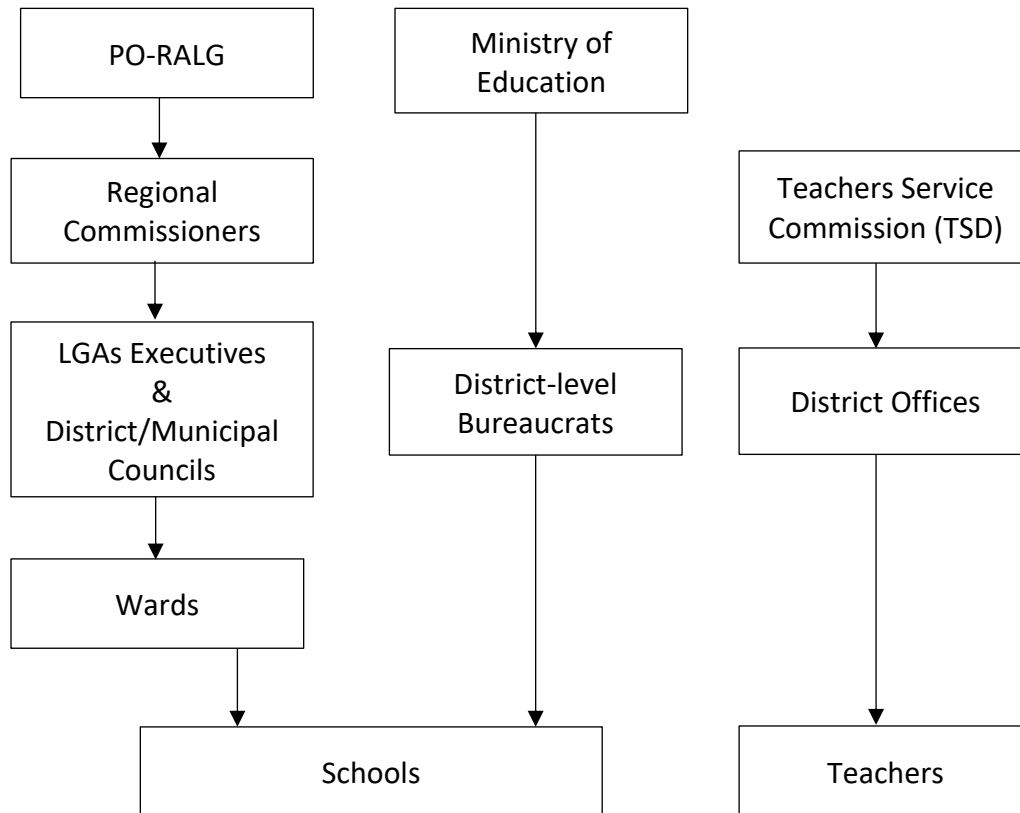 PO-RALG
Ministry of
Education
Regional
Commissioners
Teachers Service
Commission (TSD)
LGAs Executives
&
District/Municipal
Councils
District-level
Bureaucrats
District Offices
Wards
Schools
Teachers